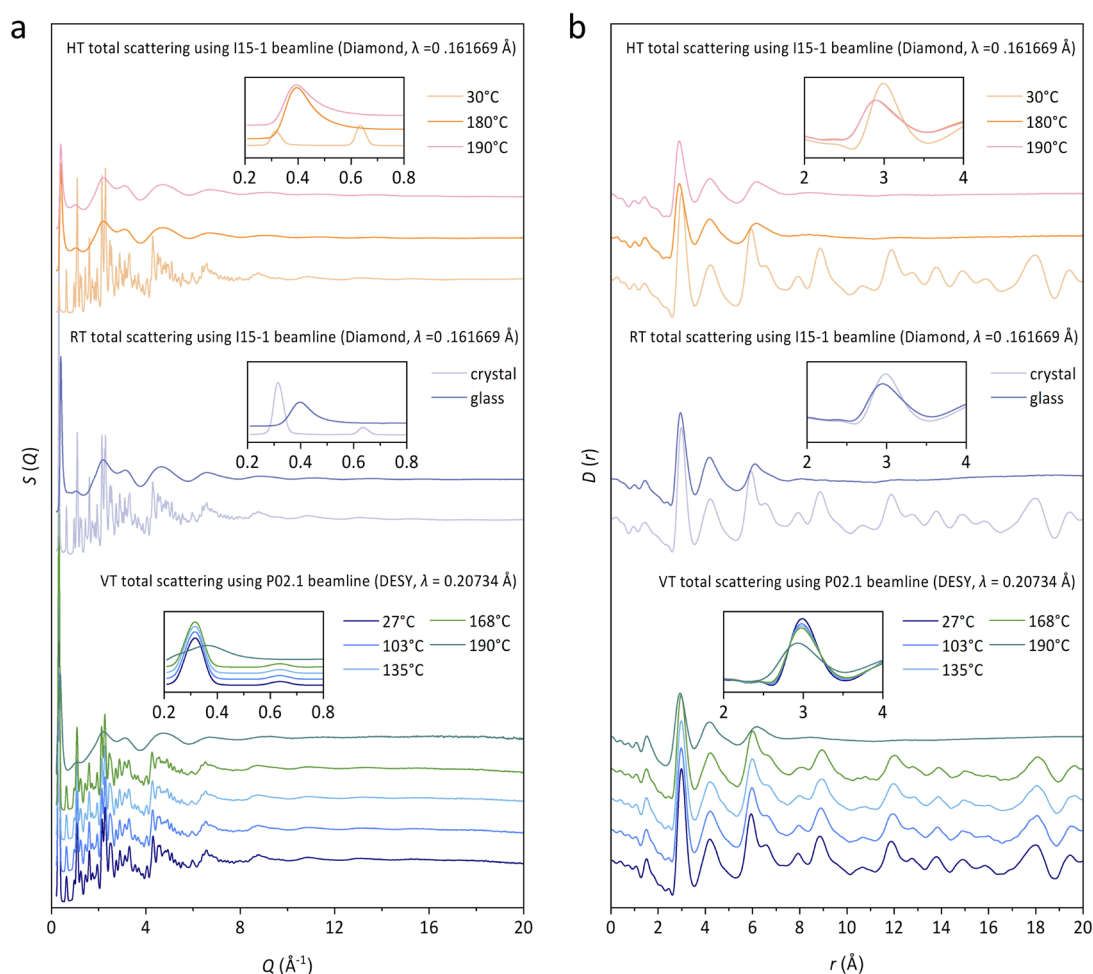 a
HT total scattering using I15-1 beamline (Diamond, λ =0 .161669 Å)
30°C
180°C
190°C
0.2 0.4 0.6 0.8
RT total scattering using I15-1 beamline (Diamond, λ =0 .161669 Å)
crystal
glass
0.2 0.4 0.6 0.8
VT total scattering using P02.1 beamline (DESY, λ = 0.20734 Å)
27°C 168°C
103°C 190°C
135°C
0.2 0.4 0.6 0.8
S (Q)
0 4 8 12 16 20
Q (Å-1)
b
HT total scattering using I15-1 beamline (Diamond, λ =0 .161669 Å)
30°C
180°C
190°C
2 3 4
RT total scattering using I15-1 beamline (Diamond, λ =0 .161669 Å)
crystal
glass
2 3 4
VT total scattering using P02.1 beamline (DESY, λ = 0.20734 Å)
27°C 168°C
103°C 190°C
135°C
2 3 4
D (r)
0 2 4 6 8 10 12 14 16 18 20
r (Å)